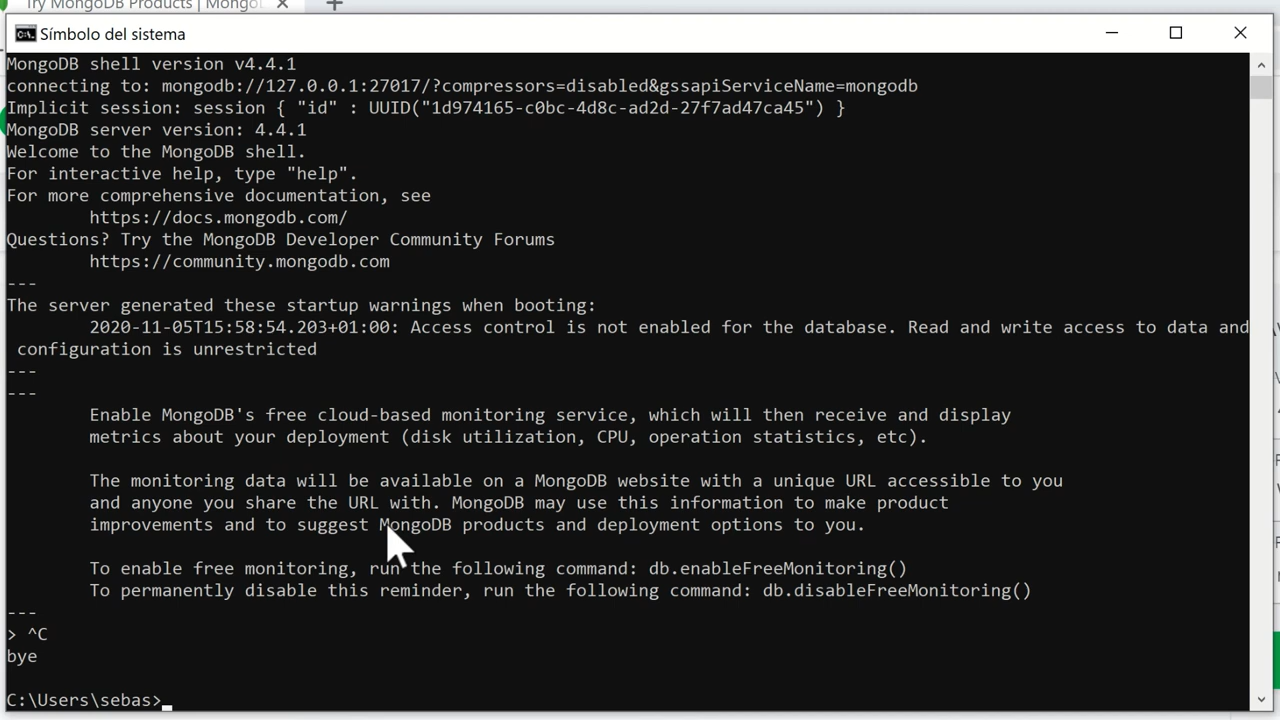 Try MongoDB Products | Mongo
Símbolo del sistema
MongoDB shell version v4.4.1
connecting to: mongodb://127.0.0.1:27017/?compressors=disabled&gssapiServiceName=mongodb
Implicit session: session { "id" : UUID("1d974165-c0bc-4d8c-ad2d-27f7ad47ca45") }
MongoDB server version: 4.4.1
Welcome to the MongoDB shell.
For interactive help, type "help".
For more comprehensive documentation, see
https://docs.mongodb.com/
Questions? Try the MongoDB Developer Community Forums
https://community.mongodb.com
---
The server generated these startup warnings when booting:
2020-11-05T15:58:54.203+01:00: Access control is not enabled for the database. Read and write access to data and
configuration is unrestricted
---
---
Enable MongoDB's free cloud-based monitoring service, which will then receive and display
metrics about your deployment (disk utilization, CPU, operation statistics, etc).
The monitoring data will be available on a MongoDB website with a unique URL accessible to you
and anyone you share the URL with. MongoDB may use this information to make product
improvements and to suggest MongoDB products and deployment options to you.
To enable free monitoring, run the following command: db.enableFreeMonitoring()
To permanently disable this reminder, run the following command: db.disableFreeMonitoring()
---
> ^C
bye
C:\Users\sebas>